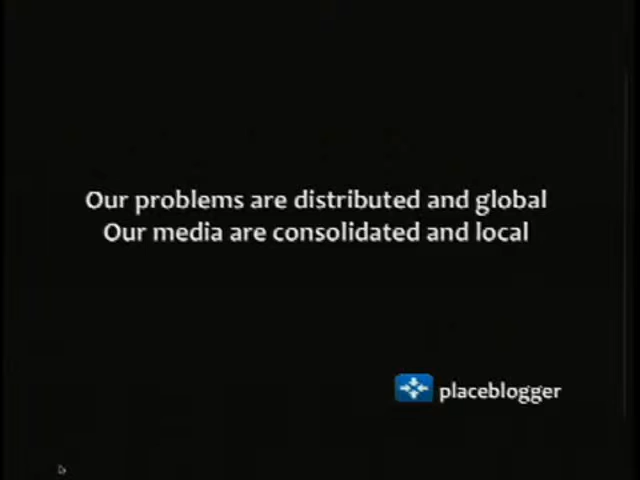 Our problems are distributed and global
Our media are consolidated and local
placeblogger